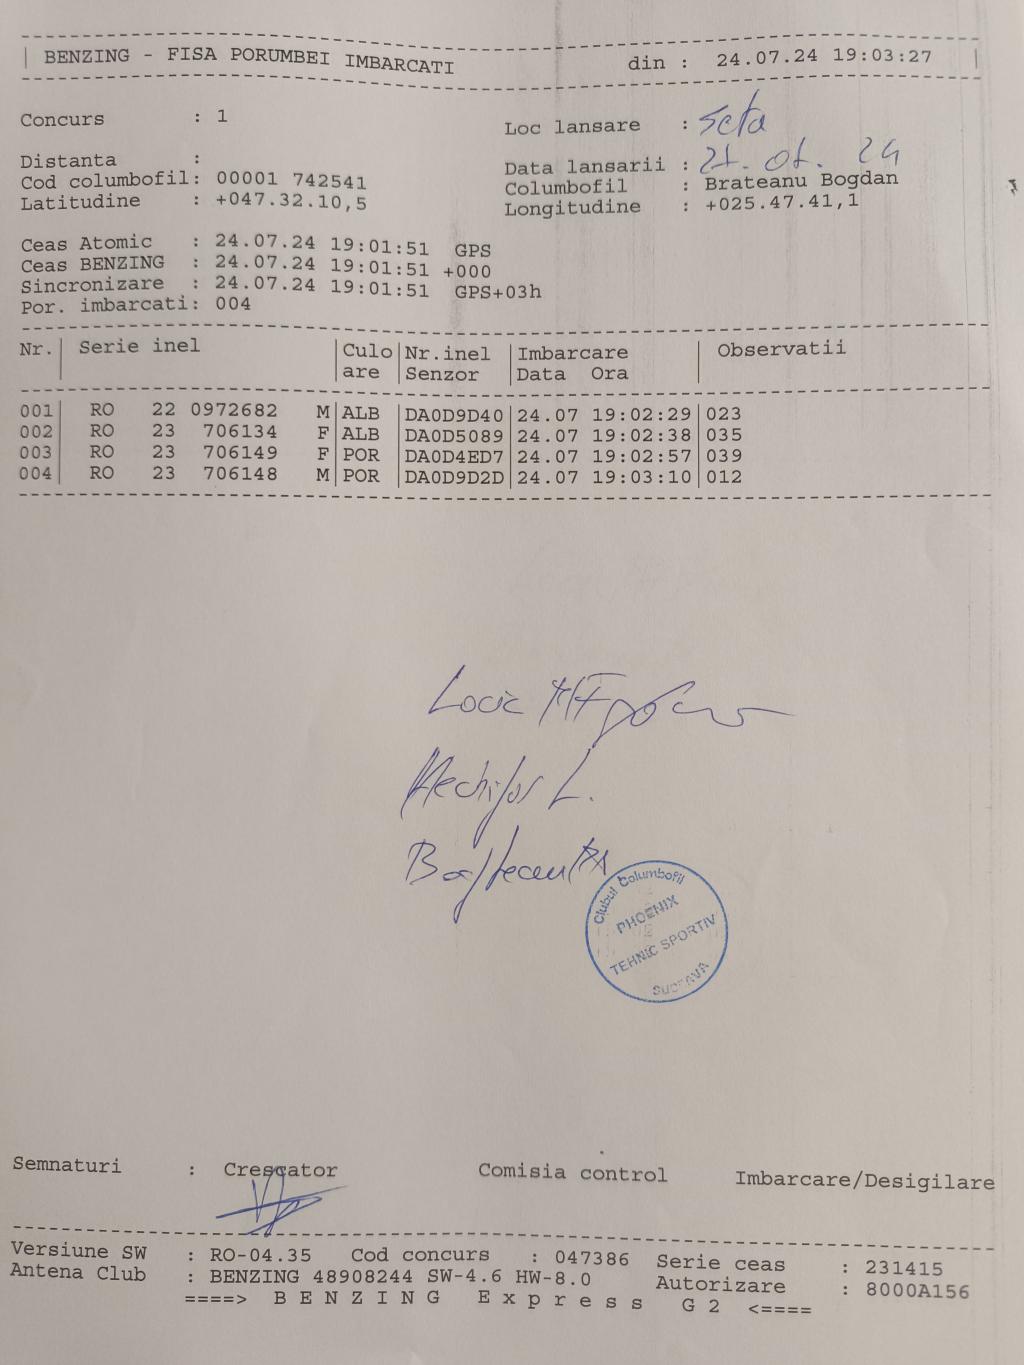 BENZING - FISA PORUMBEI IMBARCATI din : 24.07.24 19:03:27
Concurs : 1 Loc lansare : Seta
Distanta : Data lansarii : 27. 07. 24
Cod columbofil: 00001 742541 Columbofil : Brateanu Bogdan
Latitudine : +047.32.10,5 Longitudine : +025.47.41,1
Ceas Atomic : 24.07.24 19:01:51 GPS
Ceas BENZING : 24.07.24 19:01:51 +000
Sincronizare : 24.07.24 19:01:51 GPS+03h
Por. imbarcati: 004
Nr. Serie inel Culo Nr.inel Imbarcare Observatii
are Senzor Data Ora
001 RO 22 0972682 M ALB DA0D9D40 24.07 19:02:29 023
002 RO 23 706134 F ALB DA0D5089 24.07 19:02:38 035
003 RO 23 706149 F POR DA0D4ED7 24.07 19:02:57 039
004 RO 23 706148 M POR DA0D9D2D 24.07 19:03:10 012
L.
Clubul Columbofil
PHOENIX
TEHNIC SPORTIV
SUCEAVA
Semnaturi : Crescator Comisia control Imbarcare/Desigilare
Versiune SW : RO-04.35 Cod concurs : 047386 Serie ceas : 231415
Antena Club : BENZING 48908244 SW-4.6 HW-8.0 Autorizare : 8000A156
====> B E N Z I N G E x p r e s s G 2 <====